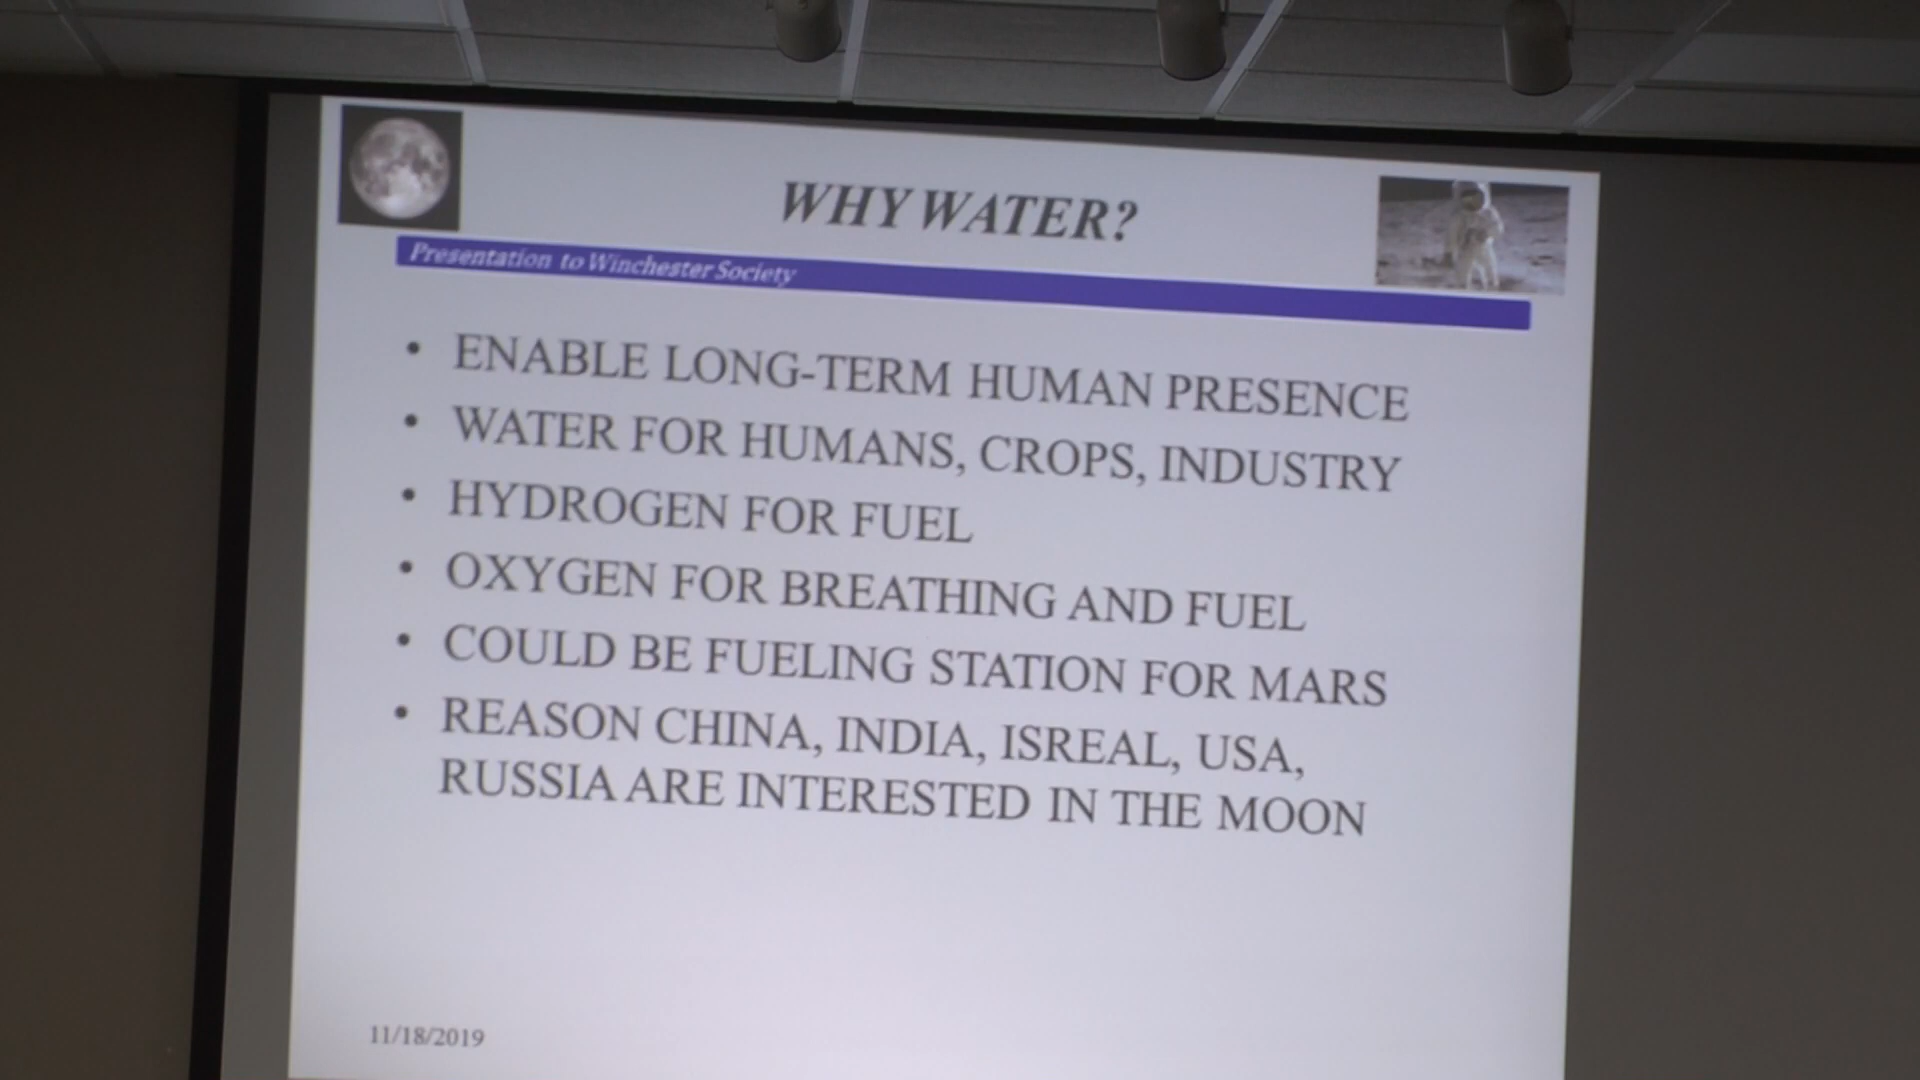 WHY WATER?
Presentation to Winchester Society
• ENABLE LONG-TERM HUMAN PRESENCE
• WATER FOR HUMANS, CROPS, INDUSTRY
• HYDROGEN FOR FUEL
• OXYGEN FOR BREATHING AND FUEL
• COULD BE FUELING STATION FOR MARS
• REASON CHINA, INDIA, ISREAL, USA,
RUSSIA ARE INTERESTED IN THE MOON
11/18/2019